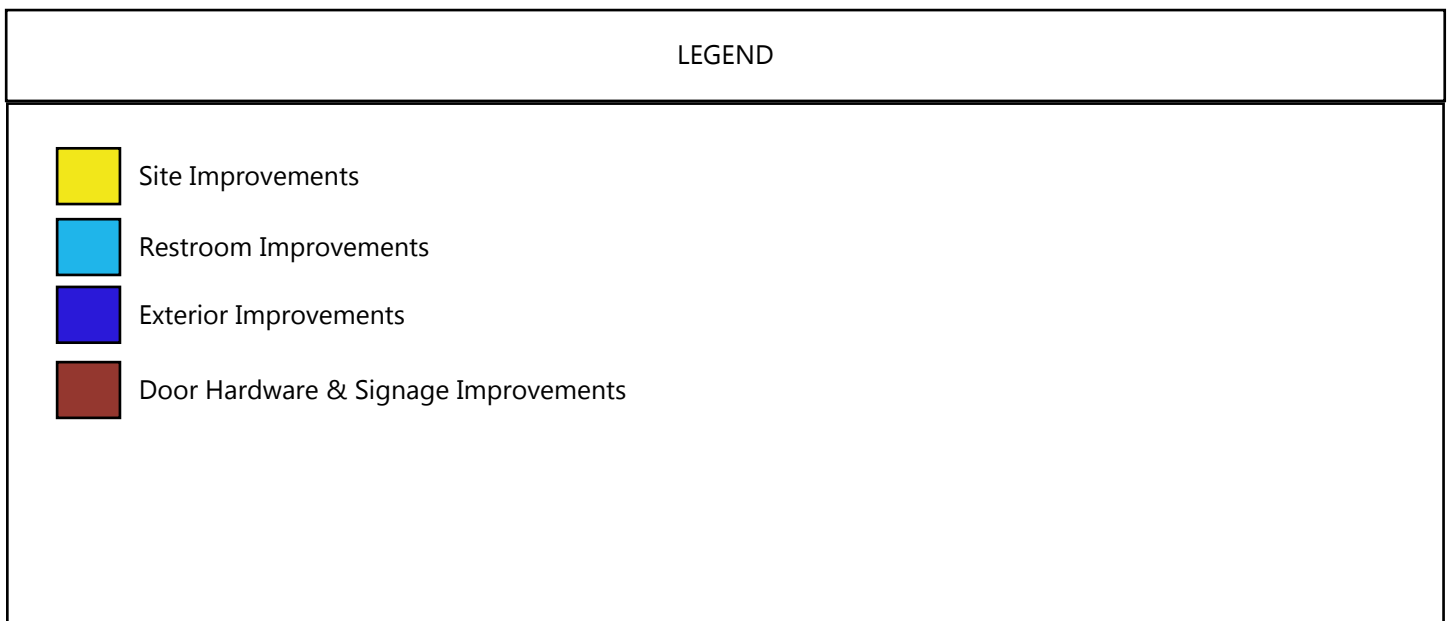 LEGEND
Site Improvements
Restroom Improvements
Exterior Improvements
Door Hardware & Signage Improvements